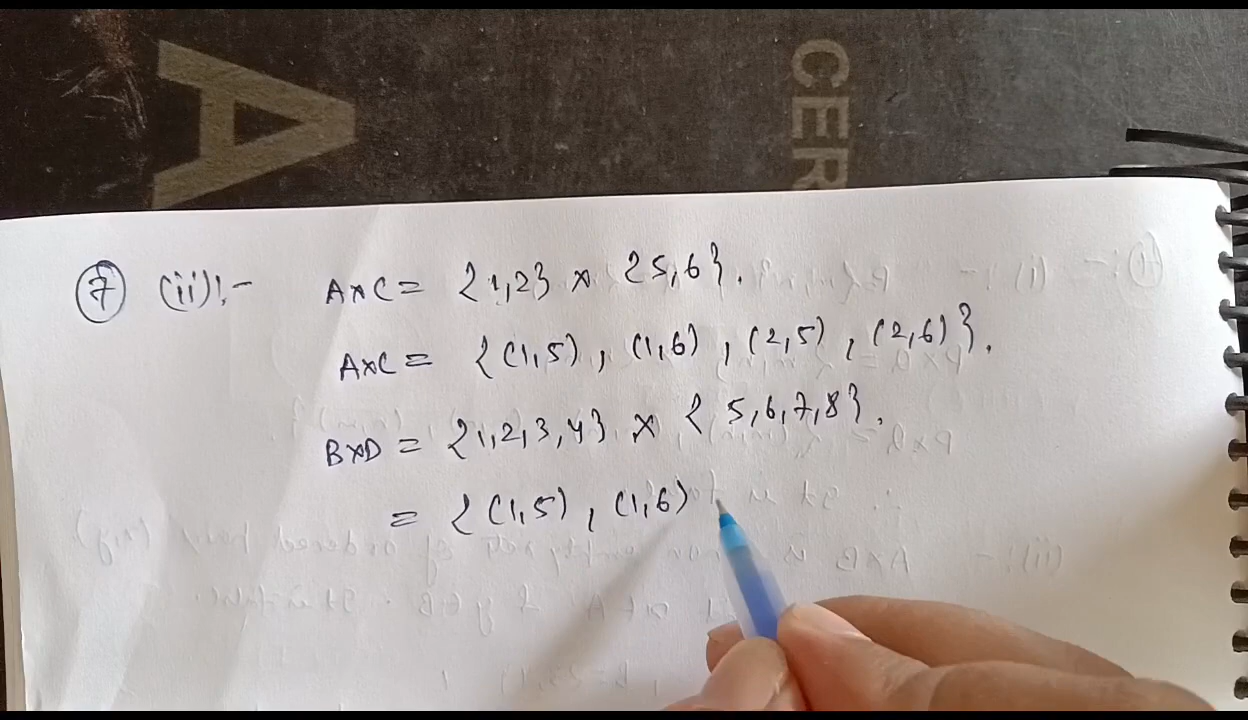 A
CER
(7) (ii):- A×C = {1,2} × {5,6}.
A×C = {(1,5), (1,6), (2,5), (2,6)}.
B×D = {1,2,3,4} × {5,6,7,8}.
= {(1,5), (1,6)